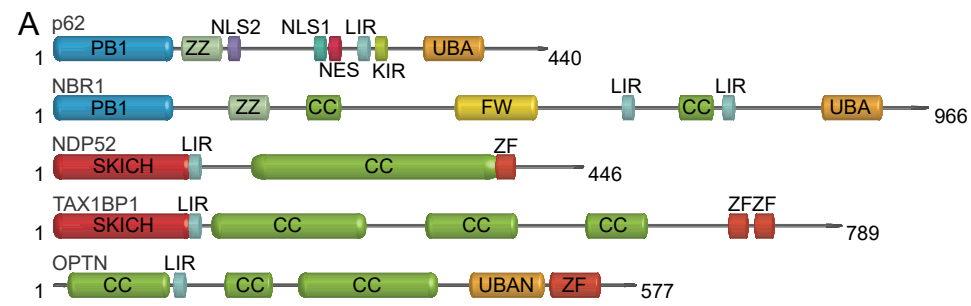 A
p62
NLS2 NLS1 LIR
1 PB1 ZZ UBA 440
NES KIR
NBR1
LIR LIR
1 PB1 ZZ CC FW CC UBA 966
NDP52
LIR ZF
1 SKICH CC 446
TAX1BP1
LIR ZFZF
1 SKICH CC CC CC 789
OPTN
LIR
1 CC CC CC UBAN ZF 577